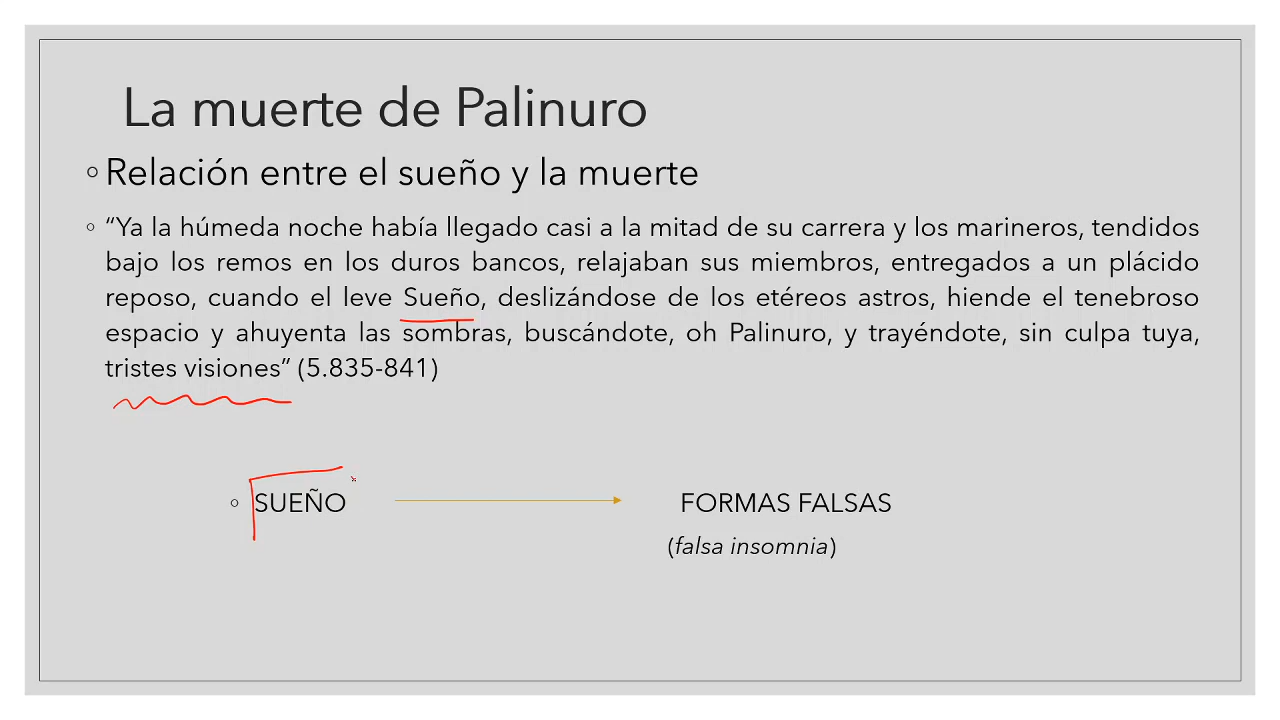 La muerte de Palinuro
Relación entre el sueño y la muerte
“Ya la húmeda noche había llegado casi a la mitad de su carrera y los marineros, tendidos
bajo los remos en los duros bancos, relajaban sus miembros, entregados a un plácido
reposo, cuando el leve Sueño, deslizándose de los etéreos astros, hiende el tenebroso
espacio y ahuyenta las sombras, buscándote, oh Palinuro, y trayéndote, sin culpa tuya,
tristes visiones” (5.835-841)
SUEÑO FORMAS FALSAS
(falsa insomnia)